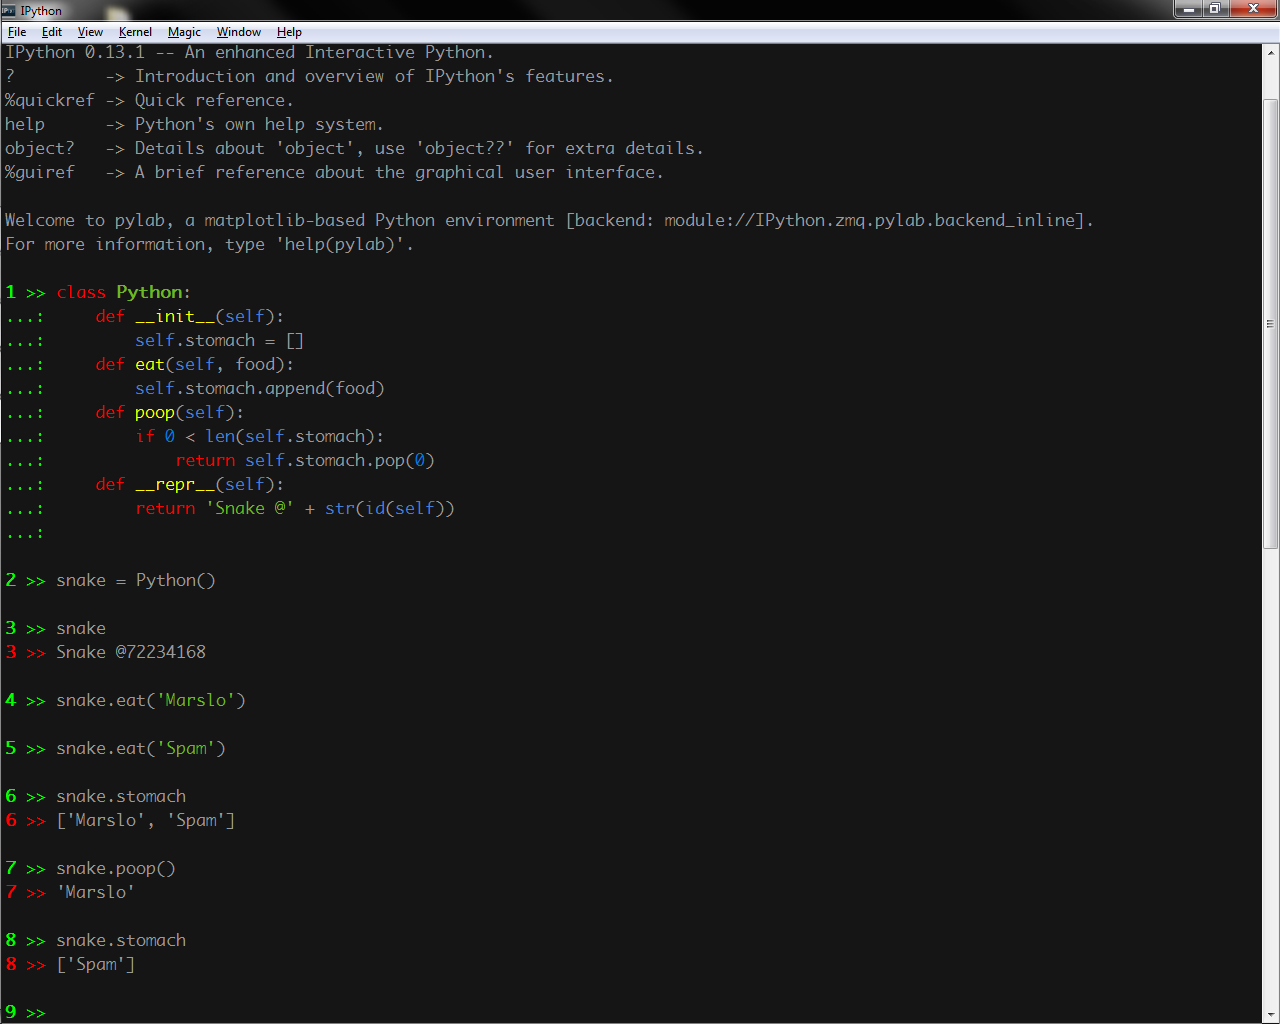 IPython
File Edit View Kernel Magic Window Help
IPython 0.13.1 -- An enhanced Interactive Python.
?         -> Introduction and overview of IPython's features.
%quickref -> Quick reference.
help      -> Python's own help system.
object?   -> Details about 'object', use 'object??' for extra details.
%guiref   -> A brief reference about the graphical user interface.
Welcome to pylab, a matplotlib-based Python environment [backend: module://IPython.zmq.pylab.backend_inline].
For more information, type 'help(pylab)'.
1 >> class Python:
...:     def __init__(self):
...:         self.stomach = []
...:     def eat(self, food):
...:         self.stomach.append(food)
...:     def poop(self):
...:         if 0 < len(self.stomach):
...:             return self.stomach.pop(0)
...:     def __repr__(self):
...:         return 'Snake @' + str(id(self))
...:
2 >> snake = Python()
3 >> snake
3 >> Snake @72234168
4 >> snake.eat('Marslo')
5 >> snake.eat('Spam')
6 >> snake.stomach
6 >> ['Marslo', 'Spam']
7 >> snake.poop()
7 >> 'Marslo'
8 >> snake.stomach
8 >> ['Spam']
9 >>